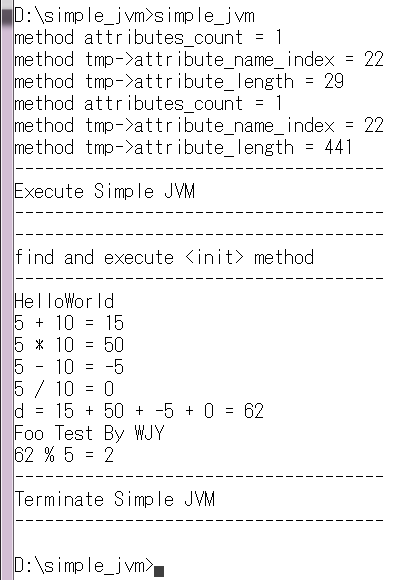 D:\simple_jvm>simple_jvm
method attributes_count = 1
method tmp->attribute_name_index = 22
method tmp->attribute_length = 29
method attributes_count = 1
method tmp->attribute_name_index = 22
method tmp->attribute_length = 441
-------------------------------------
Execute Simple JVM
-------------------------------------
-------------------------------------
find and execute <init> method
-------------------------------------
HelloWorld
5 + 10 = 15
5 * 10 = 50
5 - 10 = -5
5 / 10 = 0
d = 15 + 50 + -5 + 0 = 62
Foo Test By WJY
62 % 5 = 2
-------------------------------------
Terminate Simple JVM
-------------------------------------
D:\simple_jvm>